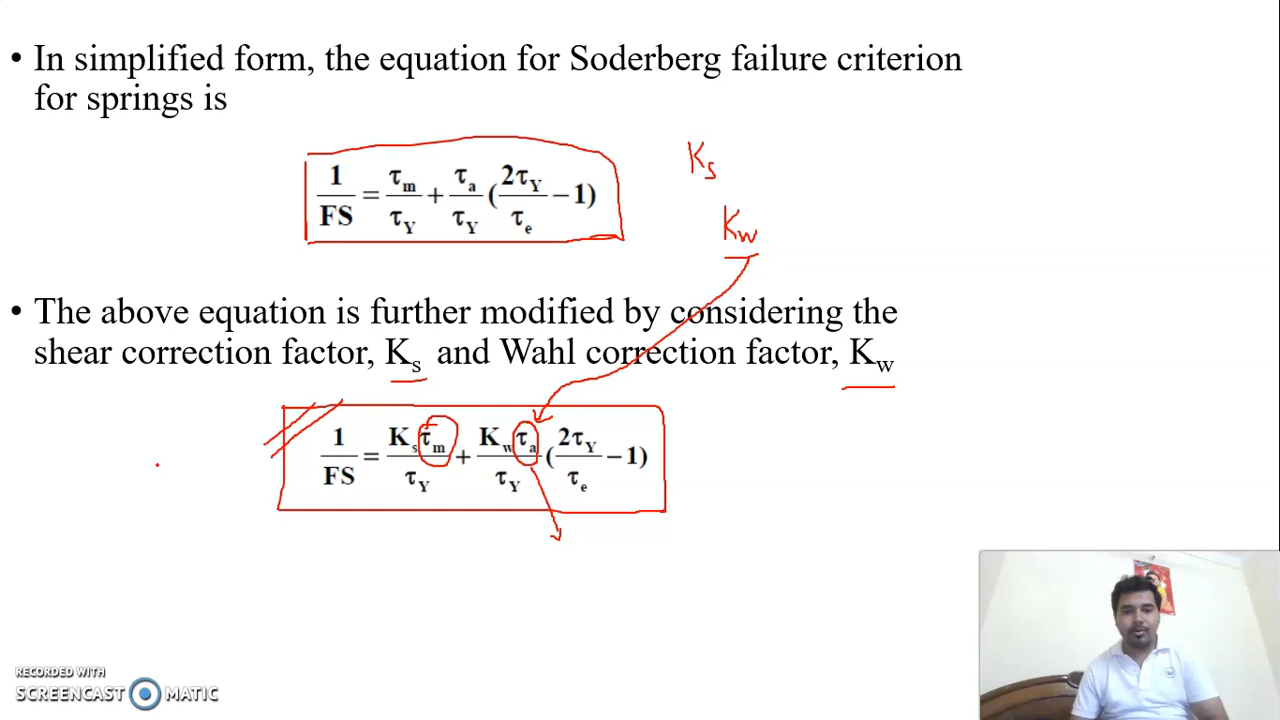 • In simplified form, the equation for Soderberg failure criterion
for springs is
1/FS = τm/τY + τa/τY (2τY/τe − 1)
Ks
Kw
• The above equation is further modified by considering the
shear correction factor, Ks and Wahl correction factor, Kw
1/FS = Ksτm/τY + Kwτa/τY (2τY/τe − 1)
RECORDED WITH
SCREENCAST MATIC